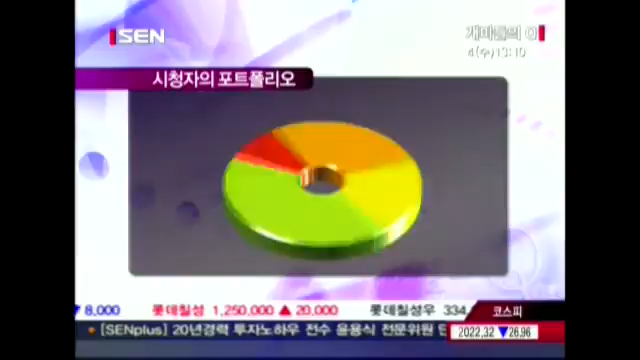 SEN
개미들의
4(수)13:10
시청자의 포트폴리오
▼ 8,000 롯데칠성 1,250,000 ▲ 20,000 롯데칠성우 334 코스피
[SENplus] 20년경력 투자노하우 전수 윤용식 전문위원 2022,32 ▼26,96